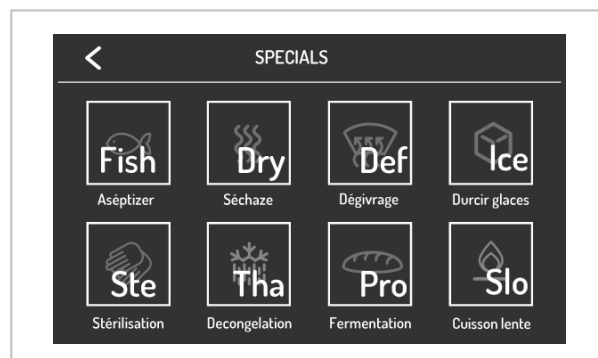 SPECIALS
Fish Dry Def Ice
Aséptizer Séchaze Dégivrage Durcir glaces
Ste Tha Pro Slo
Stérilisation Decongelation Fermentation Cuisson lente